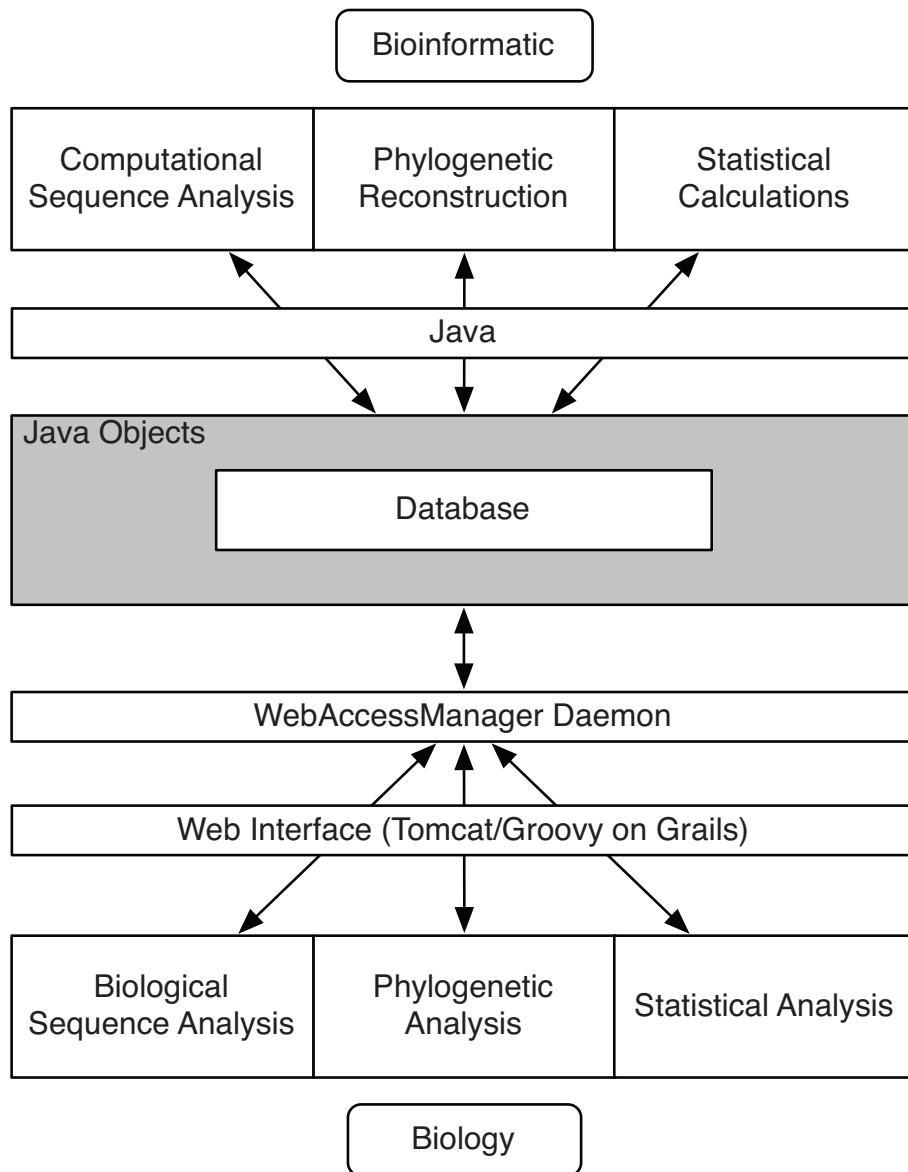 Bioinformatic
Computational
Sequence Analysis
Phylogenetic
Reconstruction
Statistical
Calculations
Java
Java Objects
Database
WebAccessManager Daemon
Web Interface (Tomcat/Groovy on Grails)
Biological
Sequence Analysis
Phylogenetic
Analysis
Statistical Analysis
Biology